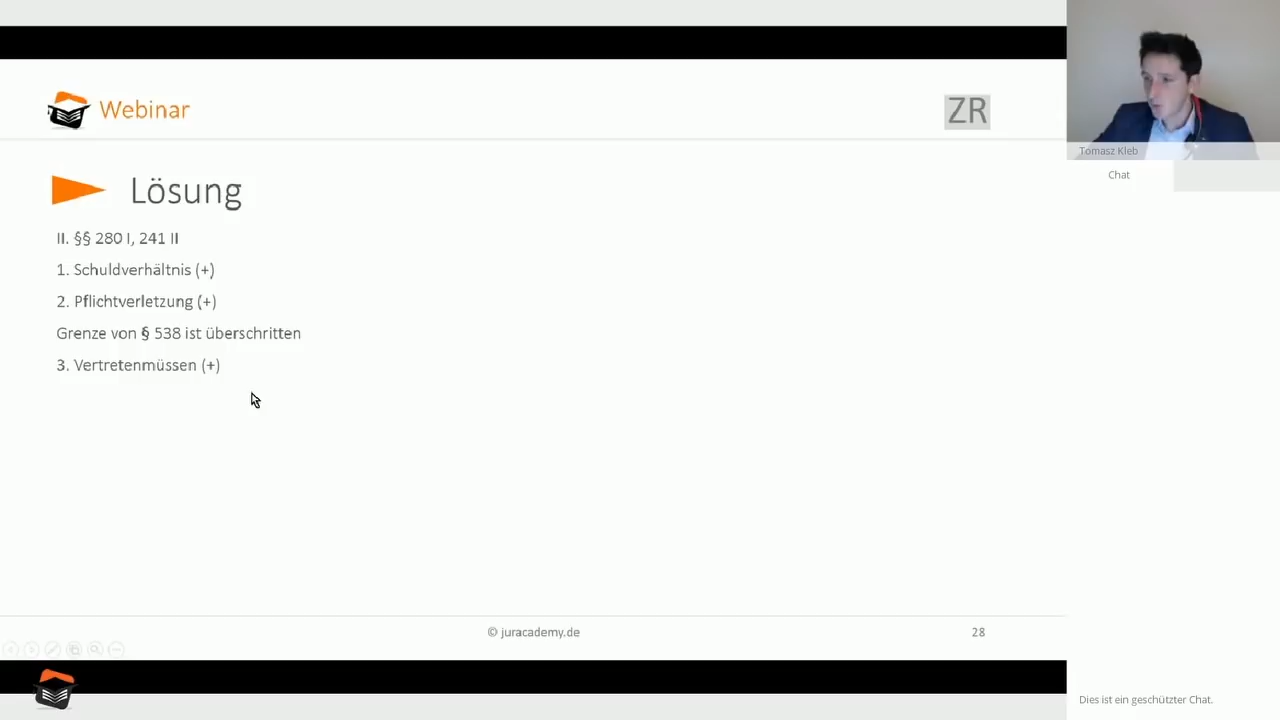 Webinar
ZR
Tomasz Kleb
Chat
Lösung
II. §§ 280 I, 241 II
1. Schuldverhältnis (+)
2. Pflichtverletzung (+)
Grenze von § 538 ist überschritten
3. Vertretenmüssen (+)
© juracademy.de
28
Dies ist ein geschützter Chat.